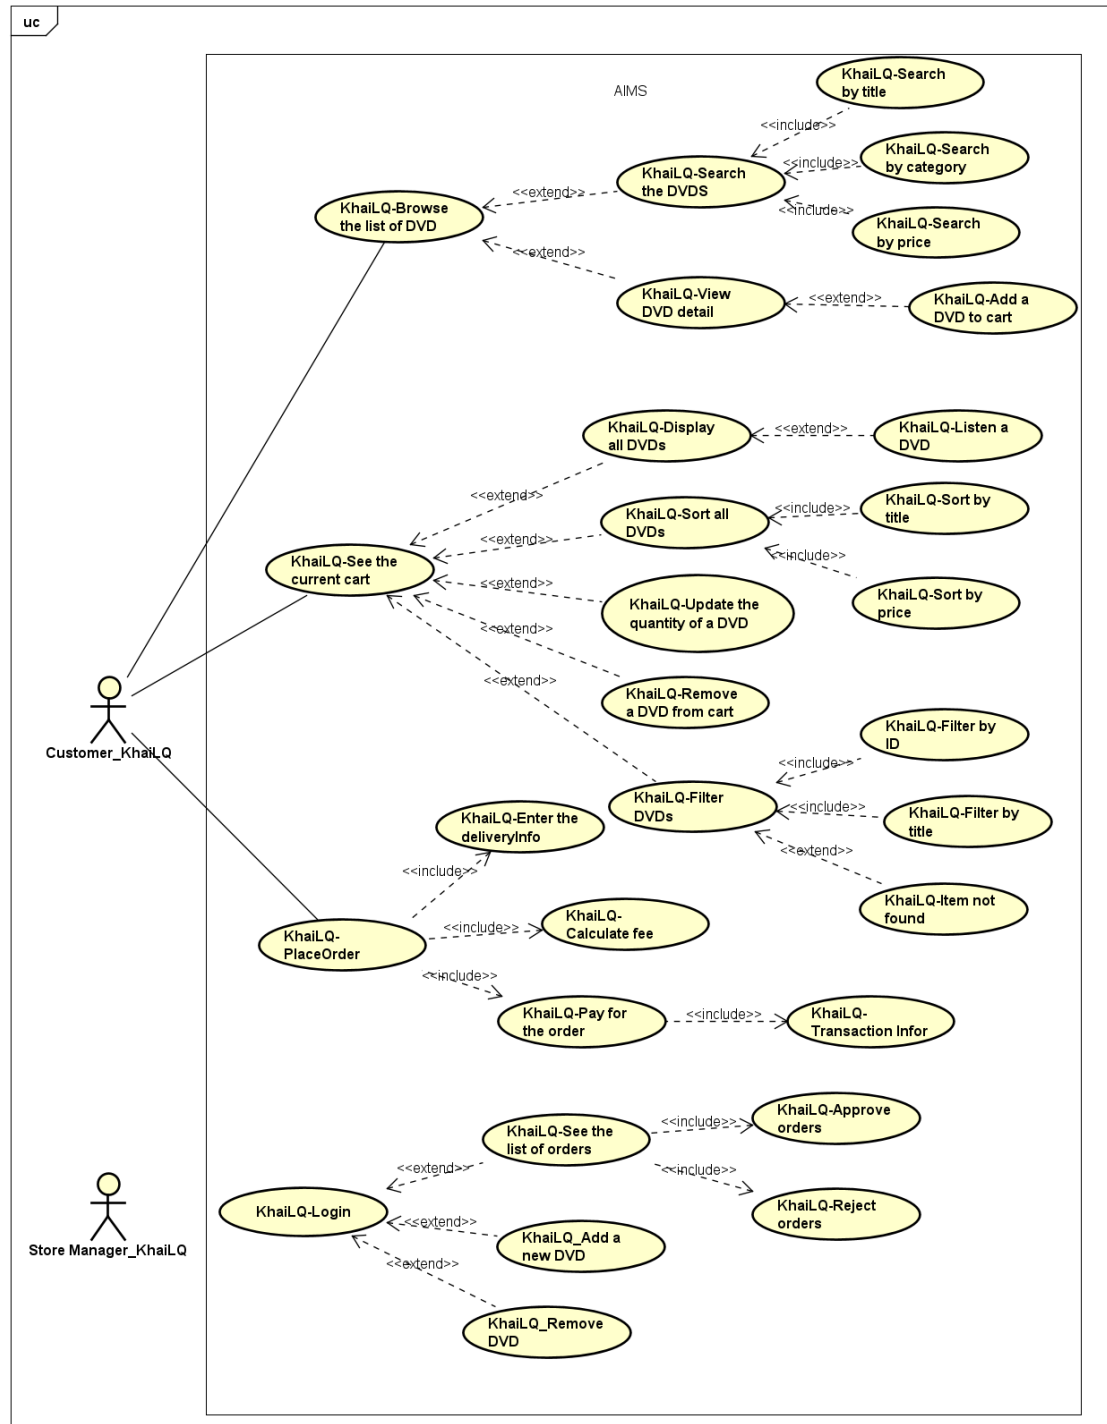 uc
AIMS
KhaiLQ-Search
by title
<<include>>
KhaiLQ-Search
by category
<<include>>
KhaiLQ-Search
the DVDS
<<extend>>
KhaiLQ-Browse
the list of DVD
<<include>>
KhaiLQ-Search
by price
<<extend>>
KhaiLQ-View
DVD detail
<<extend>>
KhaiLQ-Add a
DVD to cart
KhaiLQ-Display
all DVDs
<<extend>>
KhaiLQ-Listen a
DVD
<<extend>>
KhaiLQ-Sort all
DVDs
<<include>>
KhaiLQ-Sort by
title
<<extend>>
<<include>>
KhaiLQ-See the
current cart
<<extend>>
KhaiLQ-Update the
quantity of a DVD
KhaiLQ-Sort by
price
<<extend>>
<<extend>>
KhaiLQ-Remove
a DVD from cart
Customer_KhaiLQ
KhaiLQ-Filter by
ID
<<include>>
KhaiLQ-Filter
DVDs
<<include>>
KhaiLQ-Filter by
title
KhaiLQ-Enter the
deliveryInfo
<<extend>>
<<include>>
KhaiLQ-Item not
found
KhaiLQ-
Calculate fee
<<include>>
KhaiLQ-
PlaceOrder
<<include>>
KhaiLQ-Pay for
the order
<<include>>
KhaiLQ-
Transaction Infor
KhaiLQ-See the
list of orders
<<include>>
KhaiLQ-Approve
orders
<<extend>>
<<include>>
KhaiLQ-Reject
orders
KhaiLQ-Login
<<extend>>
KhaiLQ_Add a
new DVD
Store Manager_KhaiLQ
<<extend>>
KhaiLQ_Remove
DVD